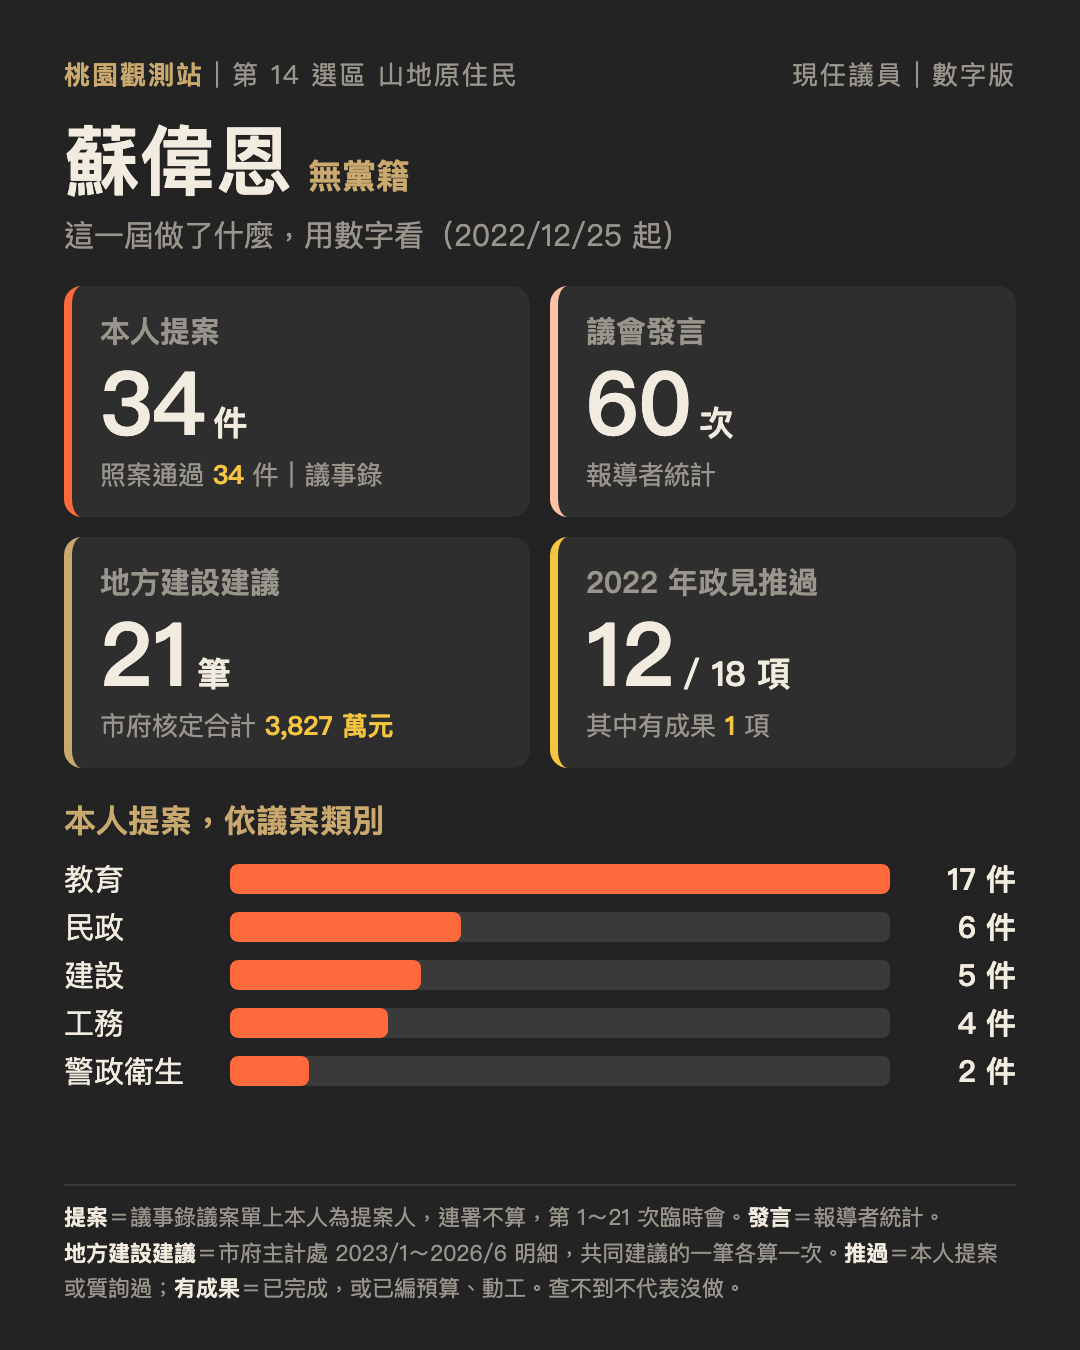 桃園觀測站｜第 14 選區 山地原住民
現任議員｜數字版
蘇偉恩 無黨籍
這一屆做了什麼，用數字看（2022/12/25 起）
本人提案
34 件
照案通過 34 件｜議事錄
議會發言
60 次
報導者統計
地方建設建議
21 筆
市府核定合計 3,827 萬元
2022 年政見推過
12 / 18 項
其中有成果 1 項
本人提案，依議案類別
教育 17 件
民政 6 件
建設 5 件
工務 4 件
警政衛生 2 件
提案＝議事錄議案單上本人為提案人，連署不算，第 1～21 次臨時會。發言＝報導者統計。
地方建設建議＝市府主計處 2023/1～2026/6 明細，共同建議的一筆各算一次。推過＝本人提案
或質詢過；有成果＝已完成，或已編預算、動工。查不到不代表沒做。